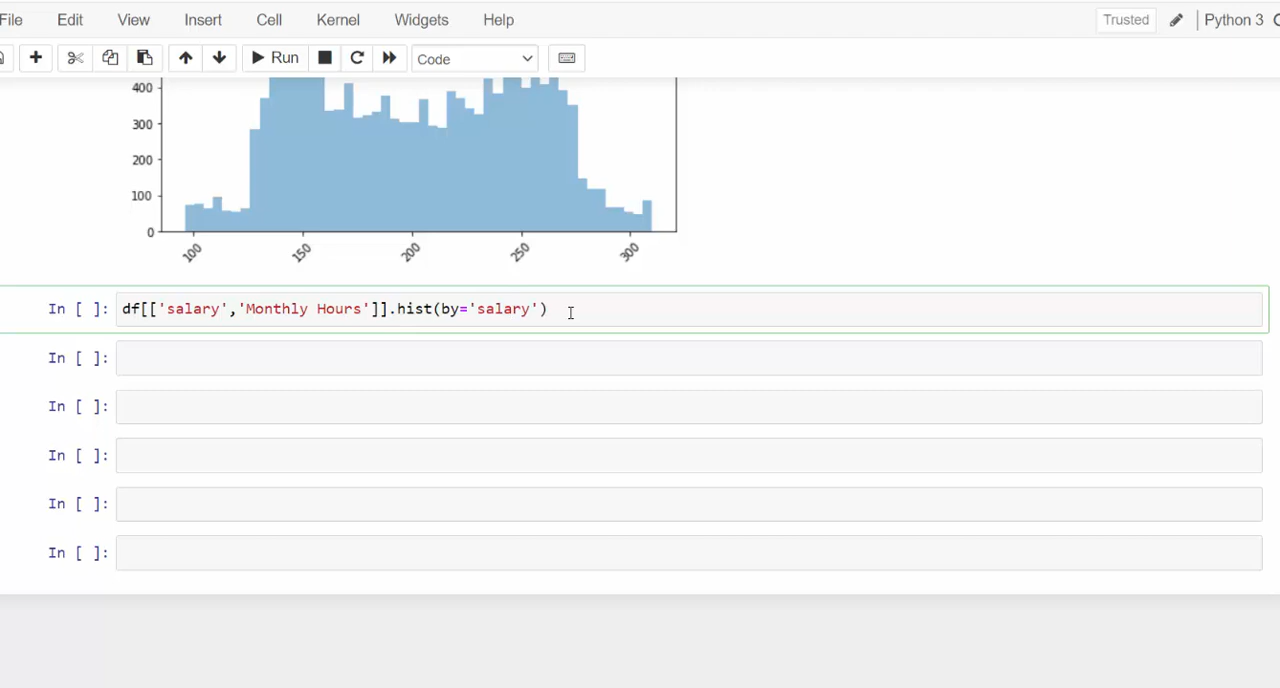 File Edit View Insert Cell Kernel Widgets Help Trusted Python 3
Run Code
400
300
200
100
0
100 150 200 250 300
In [ ]: df[['salary','Monthly Hours']].hist(by='salary')
In [ ]:
In [ ]:
In [ ]:
In [ ]:
In [ ]: